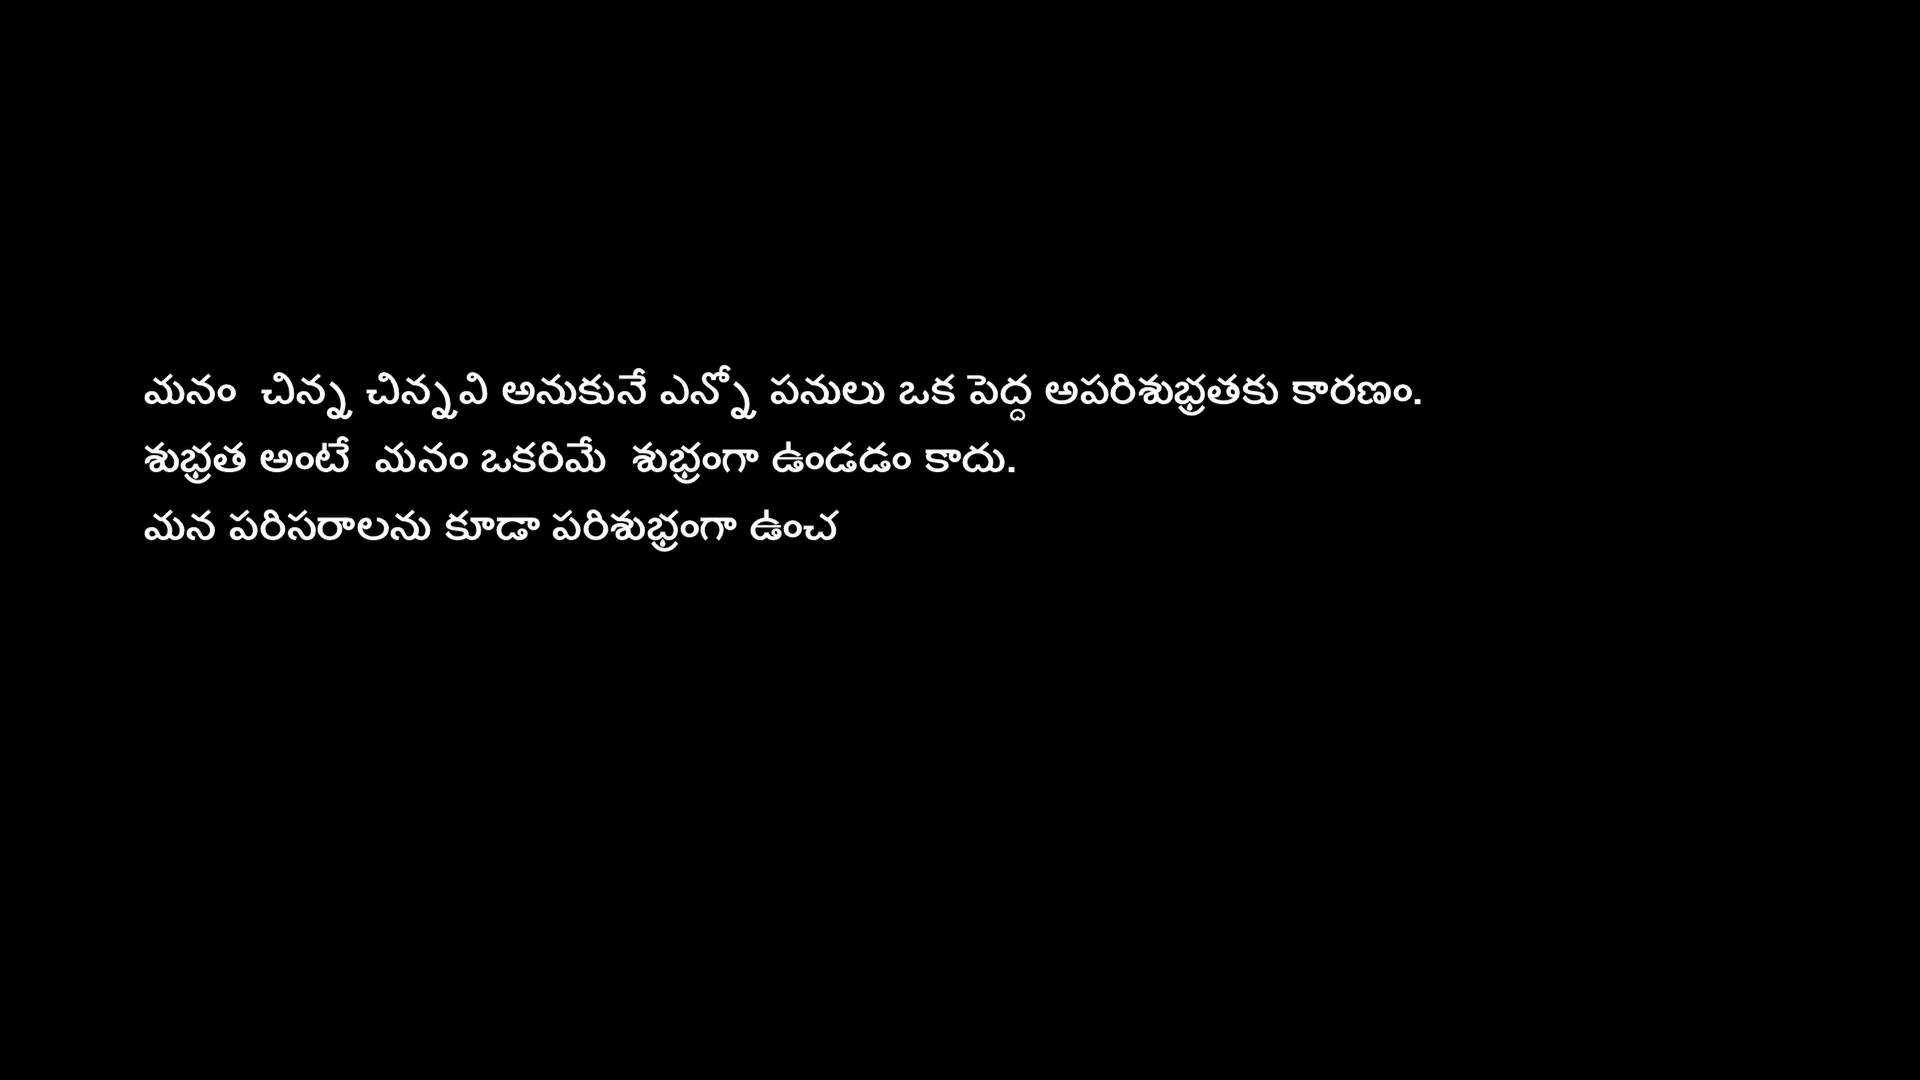 మనం  చిన్న చిన్నవి అనుకునే ఎన్నో పనులు ఒక పెద్ద అపరిశుభ్రతకు కారణం.
శుభ్రత అంటే  మనం ఒకరిమే  శుభ్రంగా ఉండడం కాదు.
మన పరిసరాలను కూడా పరిశుభ్రంగా ఉంచ